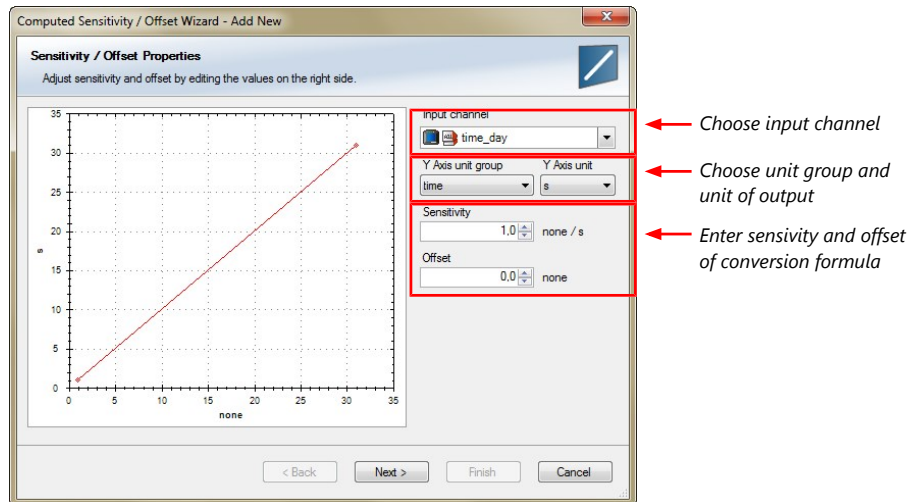 Computed Sensitivity / Offset Wizard - Add New
Sensitivity / Offset Properties
Adjust sensitivity and offset by editing the values on the right side.
35
30
25
20
15
10
5
0
s
0 5 10 15 20 25 30 35
none
Input channel
time_day
Y Axis unit group Y Axis unit
time s
Sensitivity
1,0 none / s
Offset
0,0 none
Choose input channel
Choose unit group and
unit of output
Enter sensivity and offset
of conversion formula
< Back Next > Finish Cancel